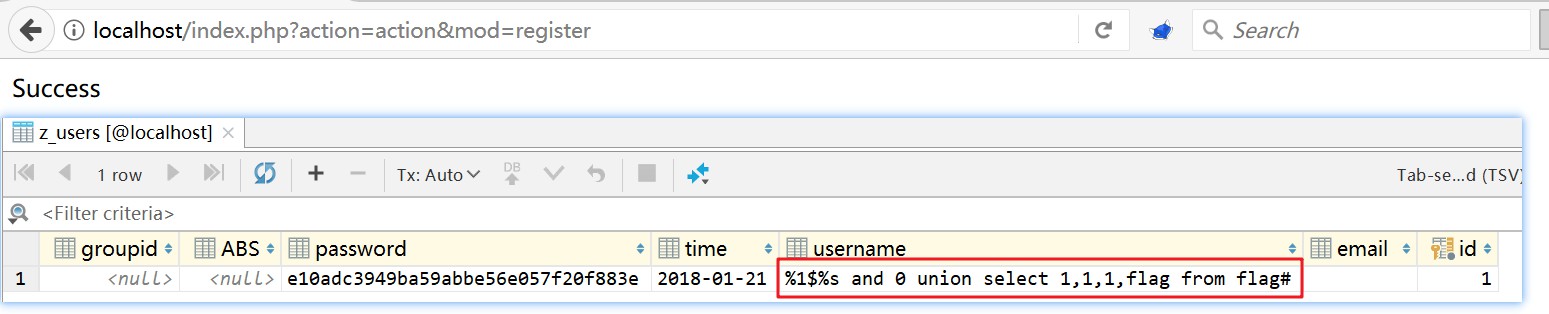 localhost/index.php?action=action&mod=register
Search
Success
z_users [@localhost]
1 row
Tx: Auto
DB
Tab-se...d (TSV)
<Filter criteria>
groupid ABS password time username email id
1 <null> <null> e10adc3949ba59abbe56e057f20f883e 2018-01-21 %1$%s and 0 union select 1,1,1,flag from flag# 1